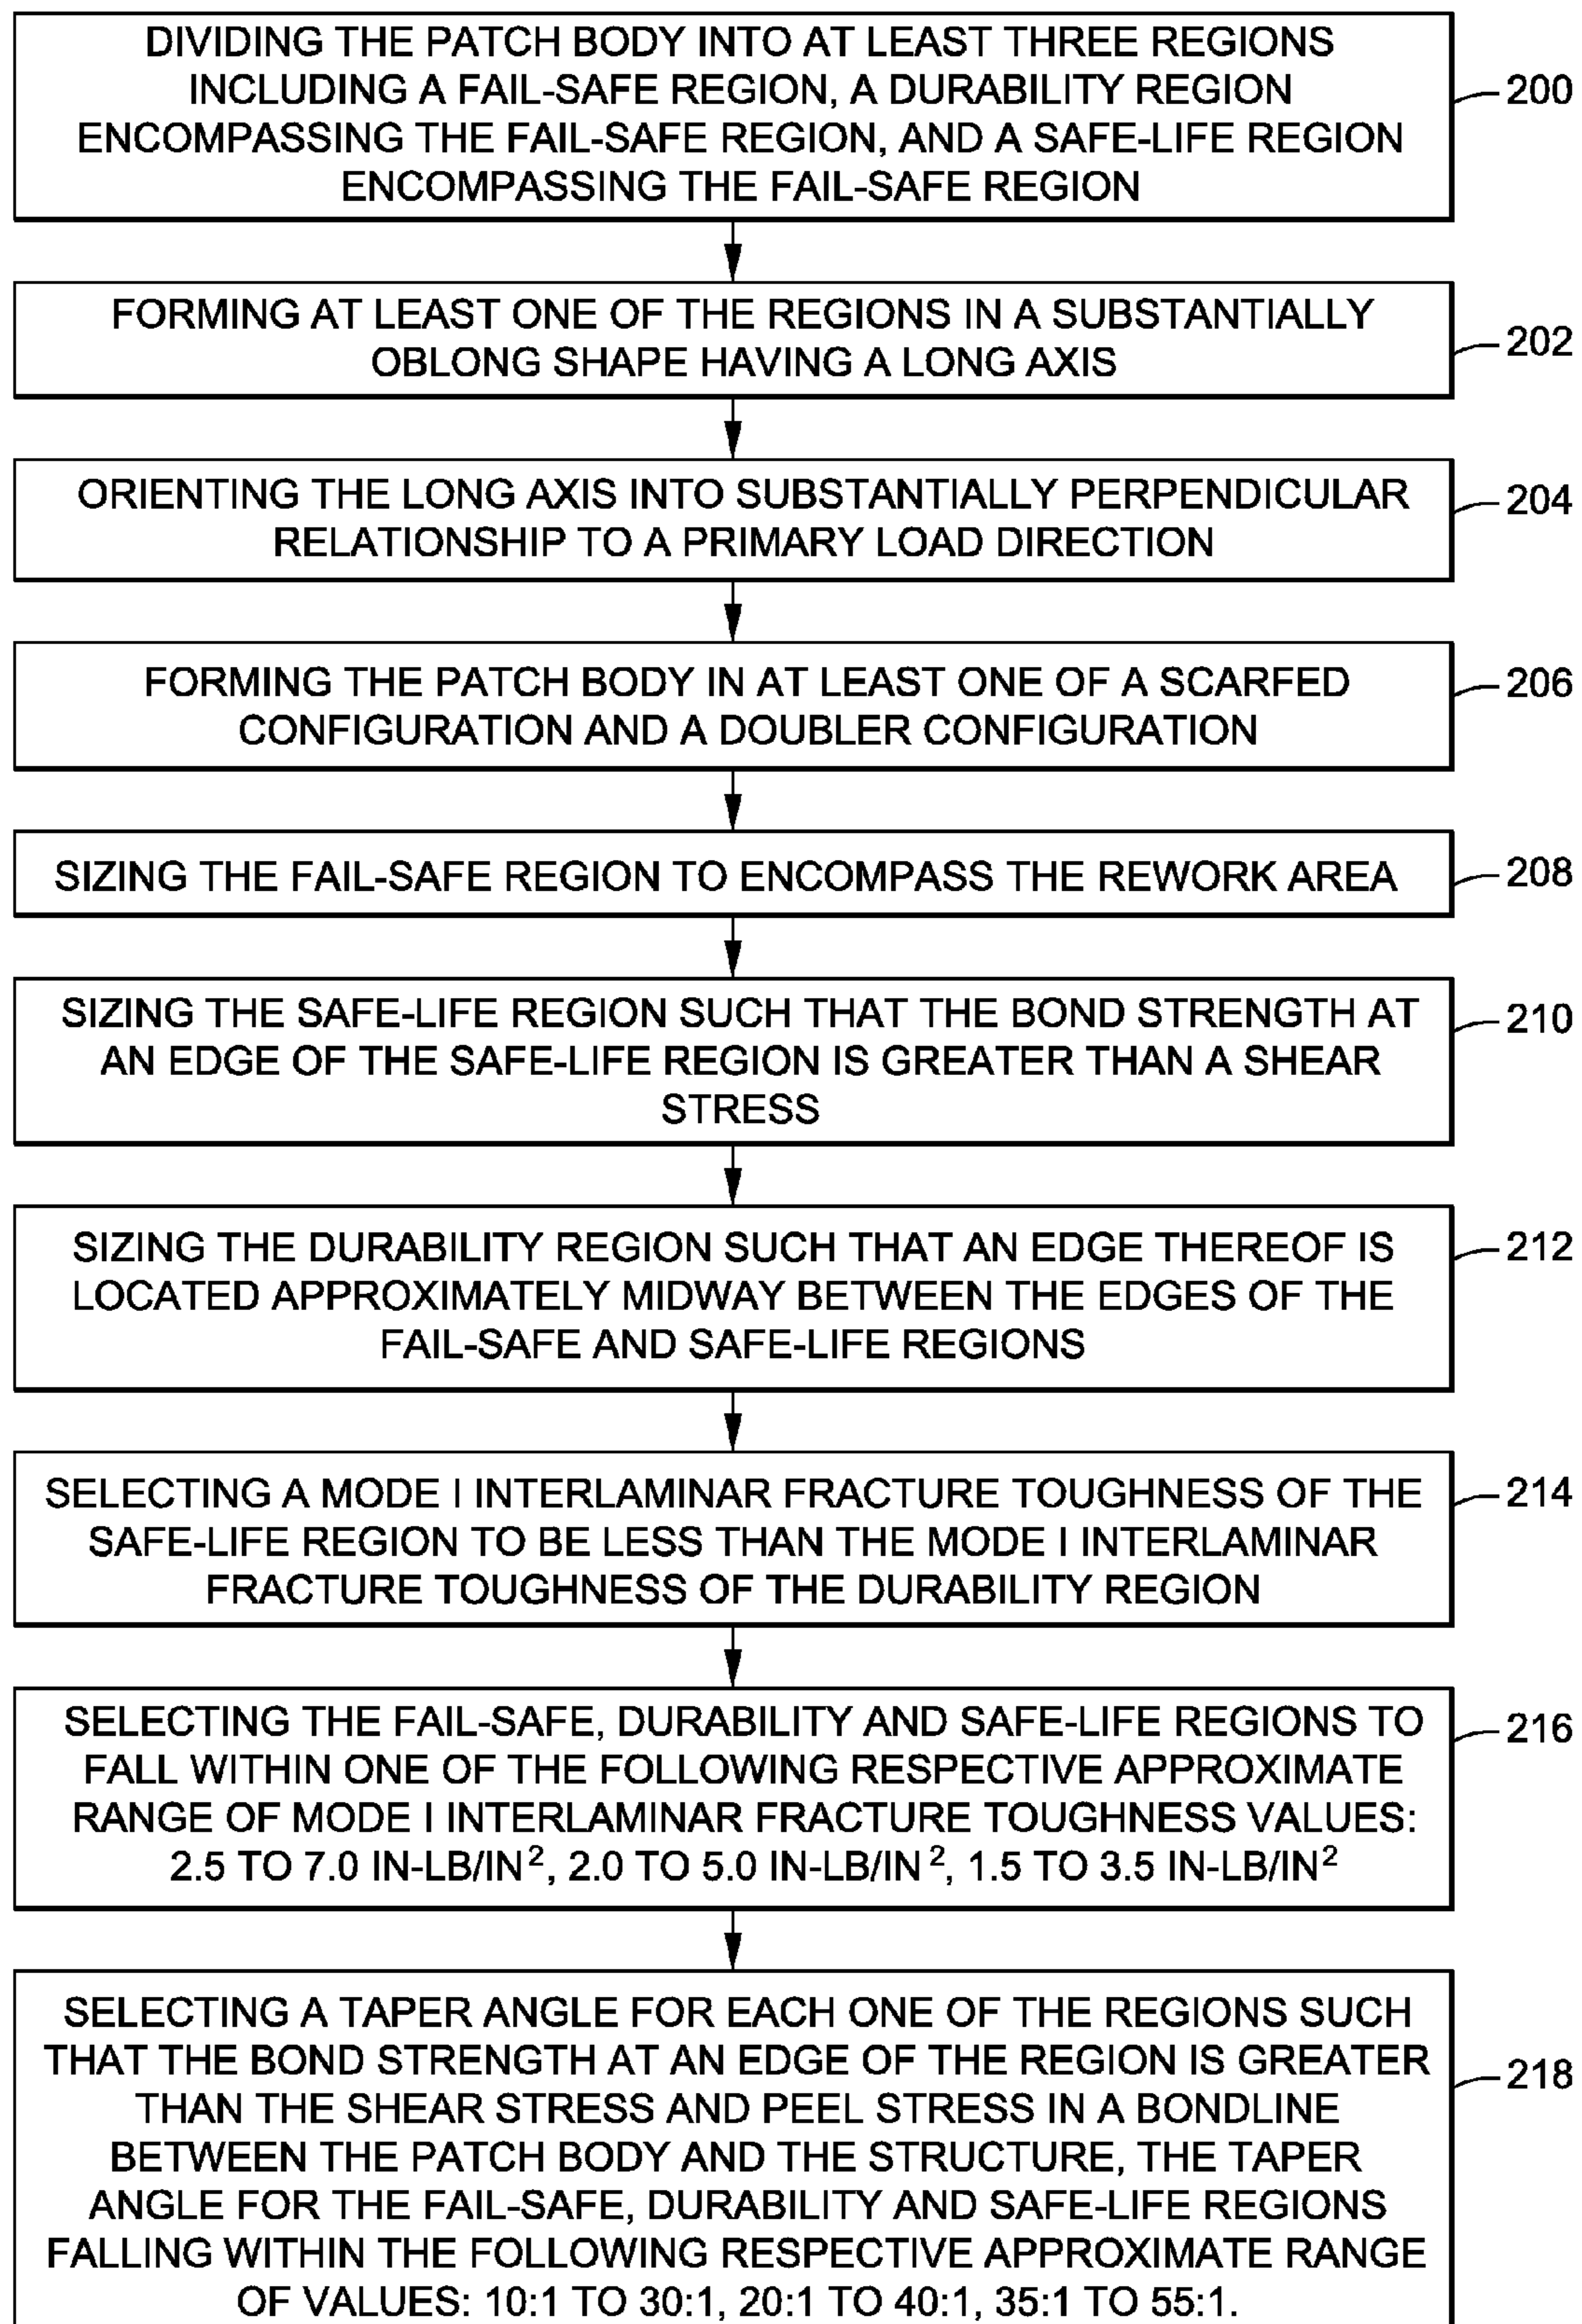 DIVIDING THE PATCH BODY INTO AT LEAST THREE REGIONS
INCLUDING A FAIL-SAFE REGION, A DURABILITY REGION
ENCOMPASSING THE FAIL-SAFE REGION, AND A SAFE-LIFE REGION
ENCOMPASSING THE FAIL-SAFE REGION
200
FORMING AT LEAST ONE OF THE REGIONS IN A SUBSTANTIALLY
OBLONG SHAPE HAVING A LONG AXIS
202
ORIENTING THE LONG AXIS INTO SUBSTANTIALLY PERPENDICULAR
RELATIONSHIP TO A PRIMARY LOAD DIRECTION
204
FORMING THE PATCH BODY IN AT LEAST ONE OF A SCARFED
CONFIGURATION AND A DOUBLER CONFIGURATION
206
SIZING THE FAIL-SAFE REGION TO ENCOMPASS THE REWORK AREA
208
SIZING THE SAFE-LIFE REGION SUCH THAT THE BOND STRENGTH AT
AN EDGE OF THE SAFE-LIFE REGION IS GREATER THAN A SHEAR
STRESS
210
SIZING THE DURABILITY REGION SUCH THAT AN EDGE THEREOF IS
LOCATED APPROXIMATELY MIDWAY BETWEEN THE EDGES OF THE
FAIL-SAFE AND SAFE-LIFE REGIONS
212
SELECTING A MODE I INTERLAMINAR FRACTURE TOUGHNESS OF THE
SAFE-LIFE REGION TO BE LESS THAN THE MODE I INTERLAMINAR
FRACTURE TOUGHNESS OF THE DURABILITY REGION
214
SELECTING THE FAIL-SAFE, DURABILITY AND SAFE-LIFE REGIONS TO
FALL WITHIN ONE OF THE FOLLOWING RESPECTIVE APPROXIMATE
RANGE OF MODE I INTERLAMINAR FRACTURE TOUGHNESS VALUES:
2.5 TO 7.0 IN-LB/IN², 2.0 TO 5.0 IN-LB/IN², 1.5 TO 3.5 IN-LB/IN²
216
SELECTING A TAPER ANGLE FOR EACH ONE OF THE REGIONS SUCH
THAT THE BOND STRENGTH AT AN EDGE OF THE REGION IS GREATER
THAN THE SHEAR STRESS AND PEEL STRESS IN A BONDLINE
BETWEEN THE PATCH BODY AND THE STRUCTURE, THE TAPER
ANGLE FOR THE FAIL-SAFE, DURABILITY AND SAFE-LIFE REGIONS
FALLING WITHIN THE FOLLOWING RESPECTIVE APPROXIMATE RANGE
OF VALUES: 10:1 TO 30:1, 20:1 TO 40:1, 35:1 TO 55:1.
218